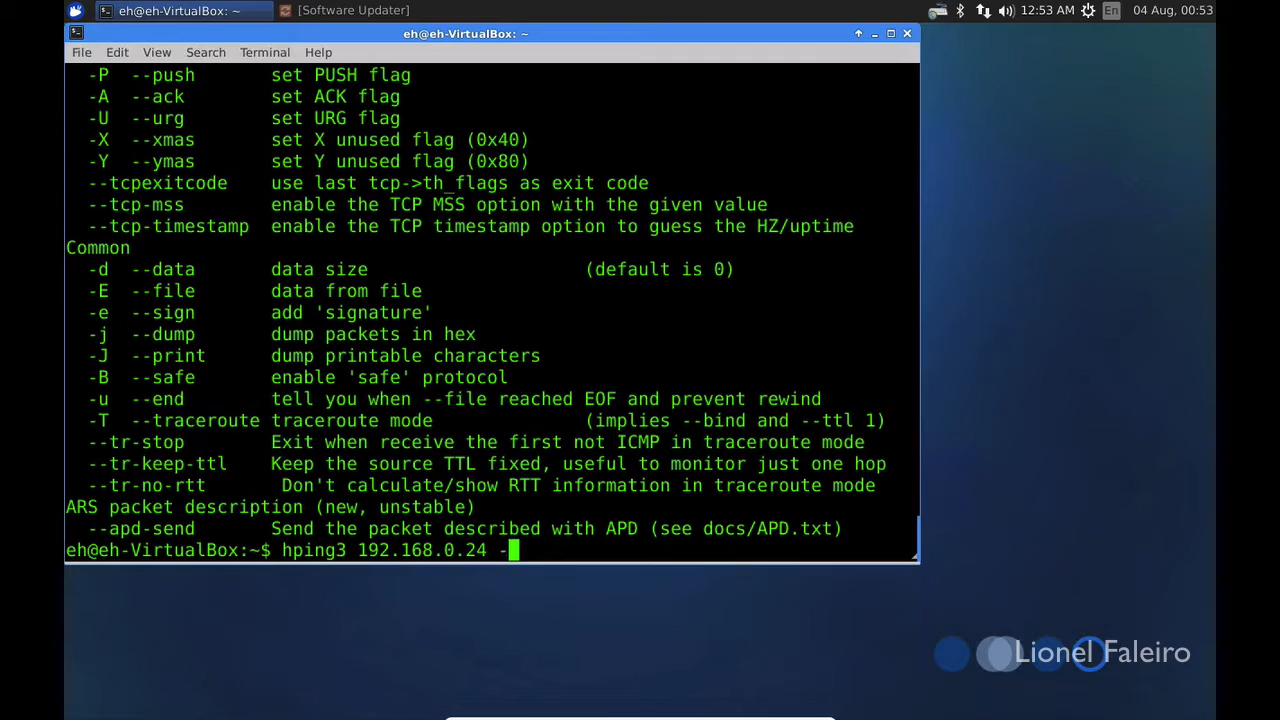 eh@eh-VirtualBox: ~ [Software Updater] 12:53 AM En 04 Aug, 00:53
eh@eh-VirtualBox: ~
File Edit View Search Terminal Help
-P --push set PUSH flag
-A --ack set ACK flag
-U --urg set URG flag
-X --xmas set X unused flag (0x40)
-Y --ymas set Y unused flag (0x80)
--tcpexitcode use last tcp->th_flags as exit code
--tcp-mss enable the TCP MSS option with the given value
--tcp-timestamp enable the TCP timestamp option to guess the HZ/uptime
Common
-d --data data size (default is 0)
-E --file data from file
-e --sign add 'signature'
-j --dump dump packets in hex
-J --print dump printable characters
-B --safe enable 'safe' protocol
-u --end tell you when --file reached EOF and prevent rewind
-T --traceroute traceroute mode (implies --bind and --ttl 1)
--tr-stop Exit when receive the first not ICMP in traceroute mode
--tr-keep-ttl Keep the source TTL fixed, useful to monitor just one hop
--tr-no-rtt Don't calculate/show RTT information in traceroute mode
ARS packet description (new, unstable)
--apd-send Send the packet described with APD (see docs/APD.txt)
eh@eh-VirtualBox:~$ hping3 192.168.0.24 -
Lionel Faleiro